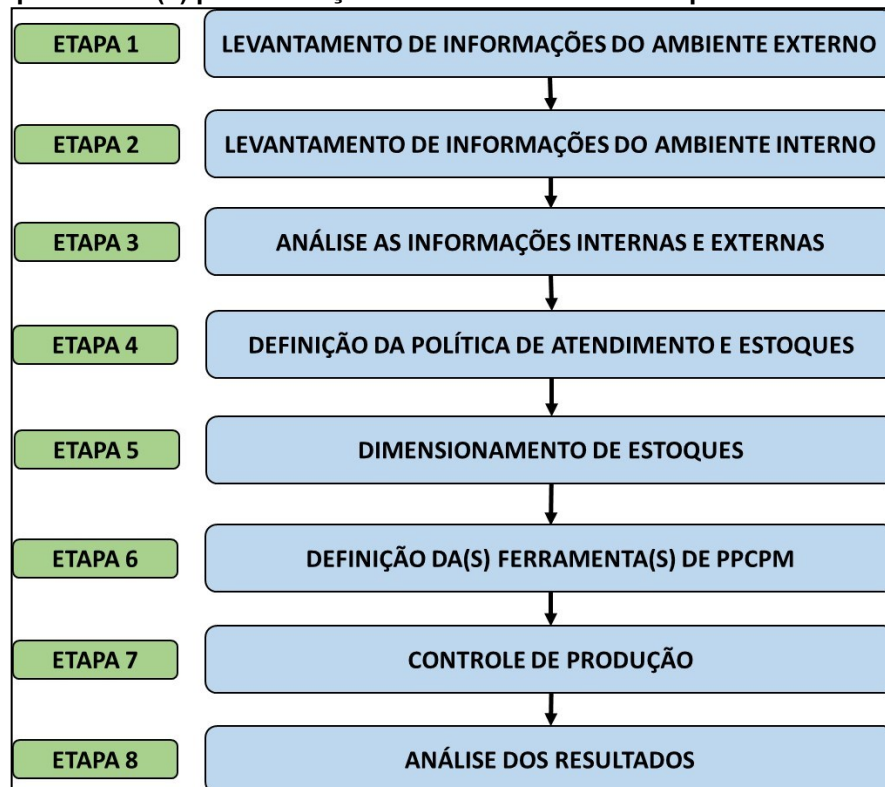 ETAPA 1 LEVANTAMENTO DE INFORMAÇÕES DO AMBIENTE EXTERNO
ETAPA 2 LEVANTAMENTO DE INFORMAÇÕES DO AMBIENTE INTERNO
ETAPA 3 ANÁLISE AS INFORMAÇÕES INTERNAS E EXTERNAS
ETAPA 4 DEFINIÇÃO DA POLÍTICA DE ATENDIMENTO E ESTOQUES
ETAPA 5 DIMENSIONAMENTO DE ESTOQUES
ETAPA 6 DEFINIÇÃO DA(S) FERRAMENTA(S) DE PPCPM
ETAPA 7 CONTROLE DE PRODUÇÃO
ETAPA 8 ANÁLISE DOS RESULTADOS